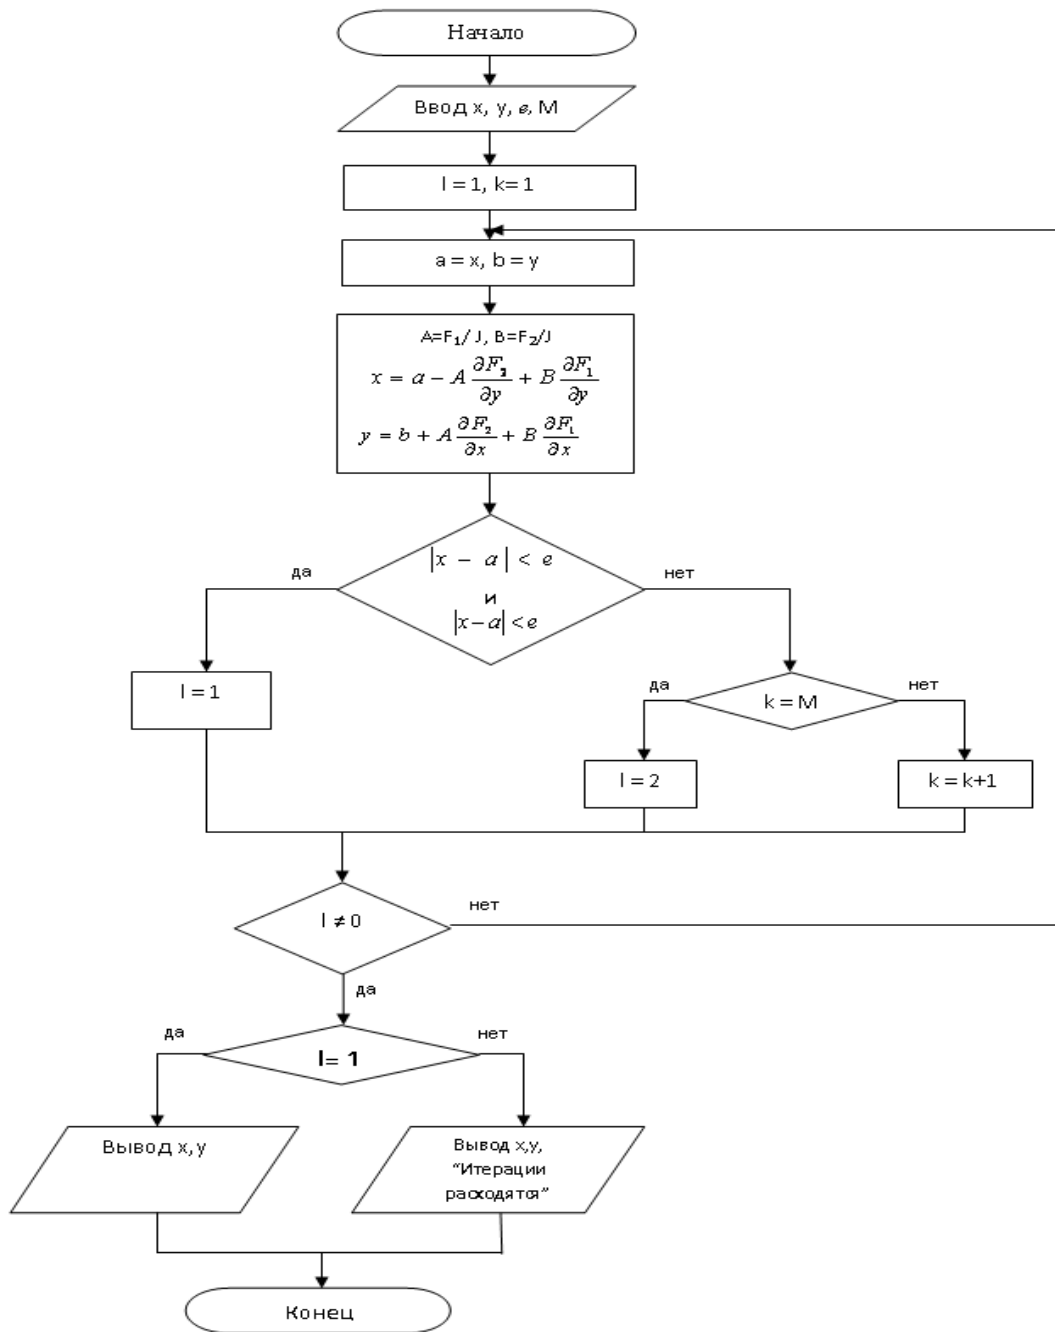 Начало
Ввод x, y, e, M
l = 1, k= 1
a = x, b = y
A=F₁/ J, B=F₂/J
x = a − A ∂F₂/∂y + B ∂F₁/∂y
y = b + A ∂F₂/∂x + B ∂F₁/∂x
|x − a| < e
да
нет
и
|x−a|<e
l = 1
да
k = M
нет
l = 2
k = k+1
l ≠ 0
нет
да
да
l= 1
нет
Вывод x, y
Вывод x,y,
“Итерации
расходятся”
Конец